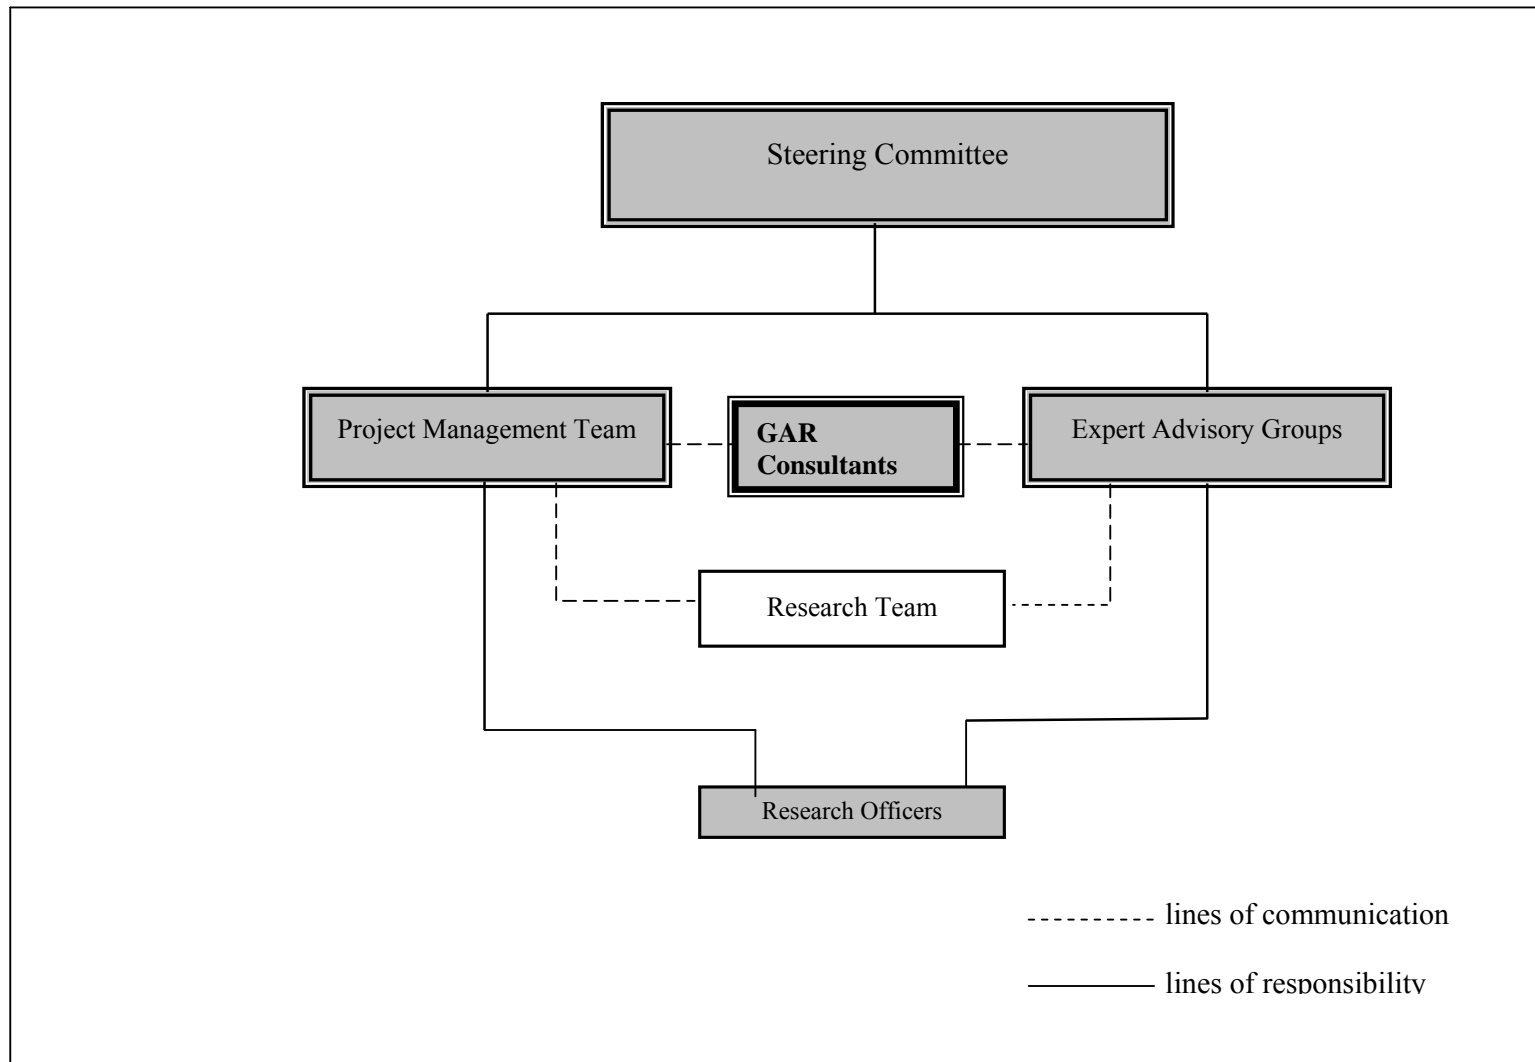 Steering Committee
Project Management Team
GAR
Consultants
Expert Advisory Groups
Research Team
Research Officers
lines of communication
lines of responsibility